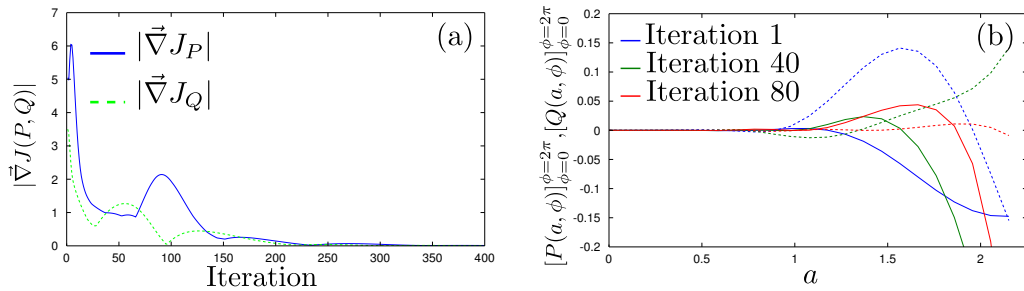 (a)
|∇⃗J_P|
|∇⃗J_Q|
|∇⃗J(P,Q)|
7
6
5
4
3
2
1
0
0 50 100 150 200 250 300 350 400
Iteration
(b)
Iteration 1
Iteration 40
Iteration 80
[P(a,ϕ)]_{ϕ=0}^{ϕ=2π},[Q(a,ϕ)]_{ϕ=0}^{ϕ=2π}
0.2
0.15
0.1
0.05
0
-0.05
-0.1
-0.15
-0.2
0 0.5 1 1.5 2
a